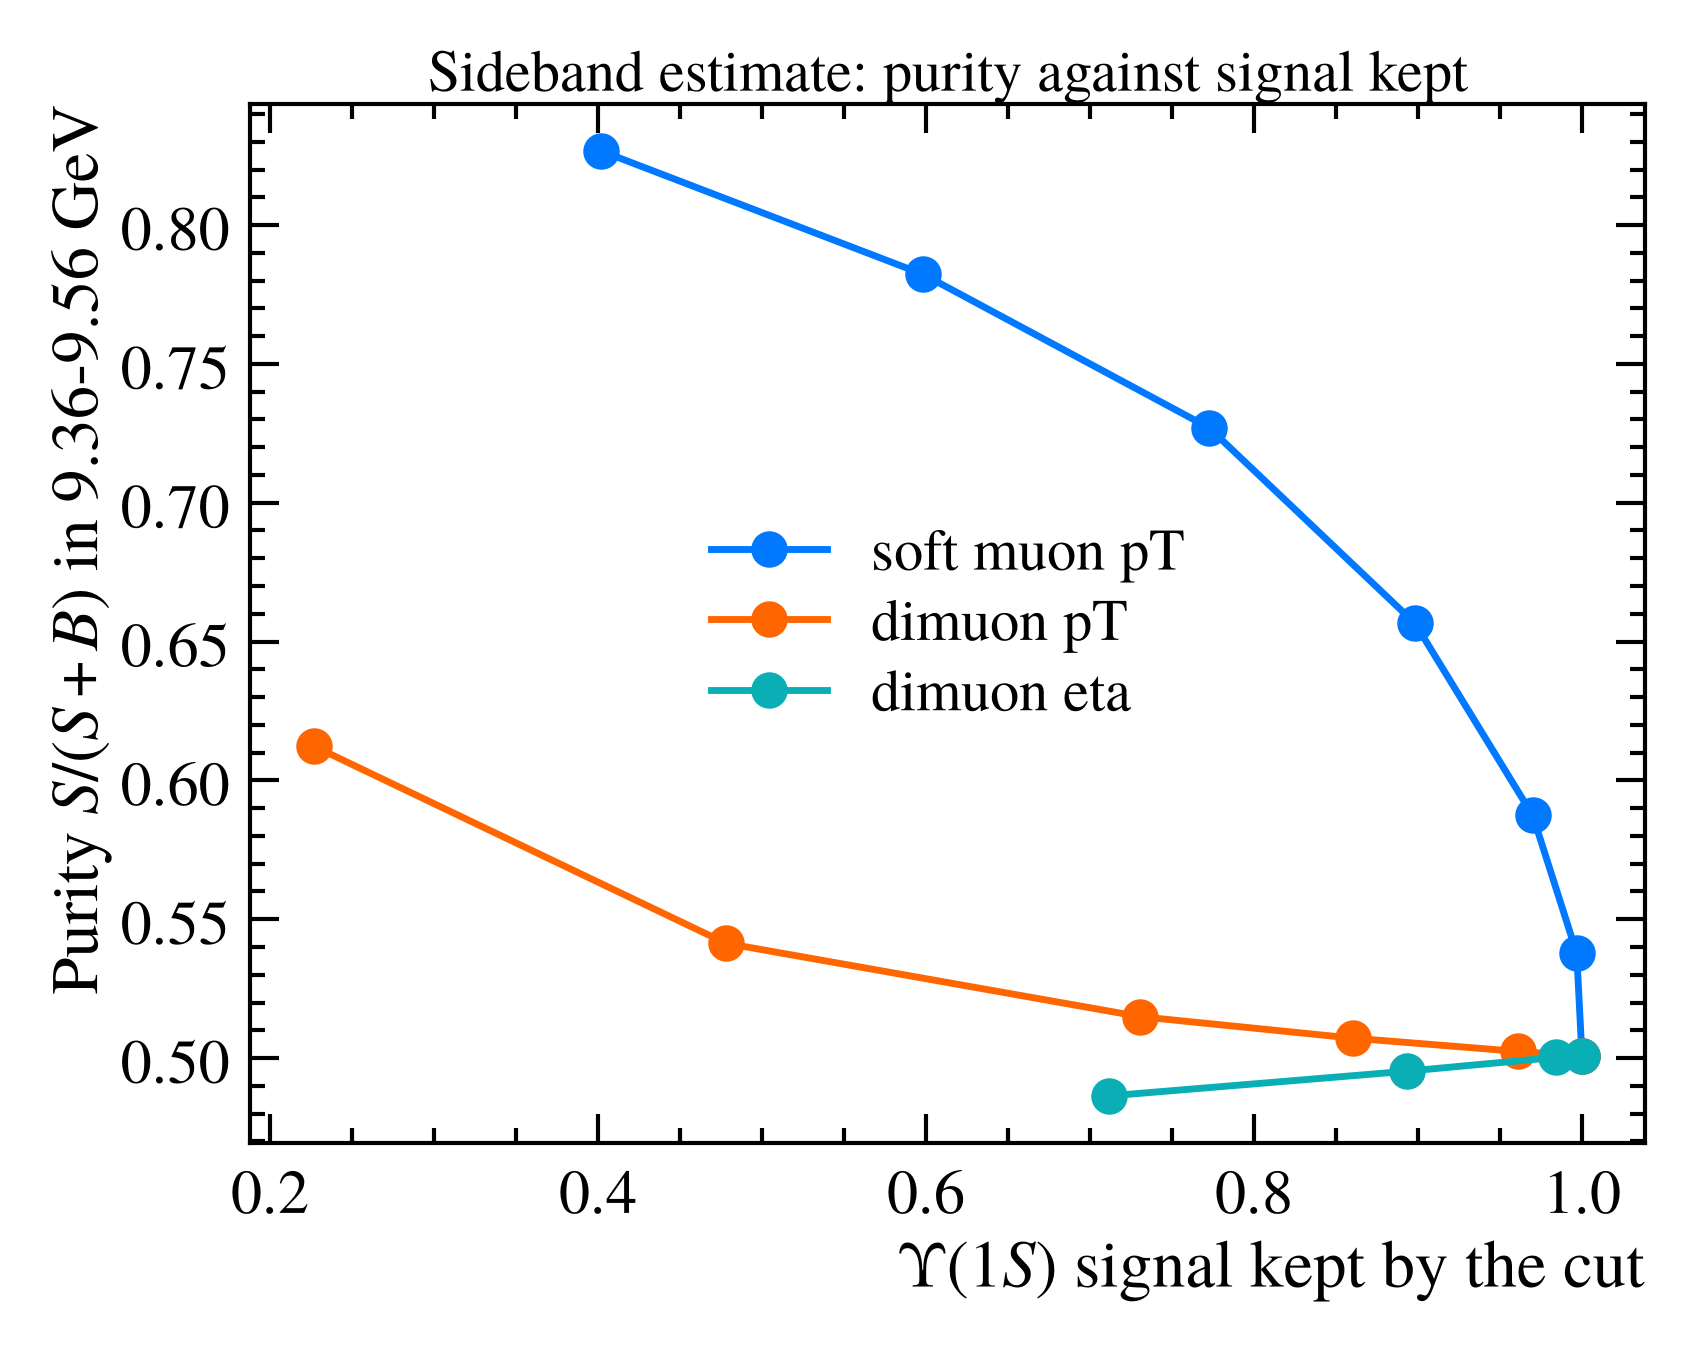 Sideband estimate: purity against signal kept
Purity S/(S + B) in 9.36-9.56 GeV
0.80
0.75
0.70
0.65
0.60
0.55
0.50
soft muon pT
dimuon pT
dimuon eta
0.2 0.4 0.6 0.8 1.0
ϒ(1S) signal kept by the cut